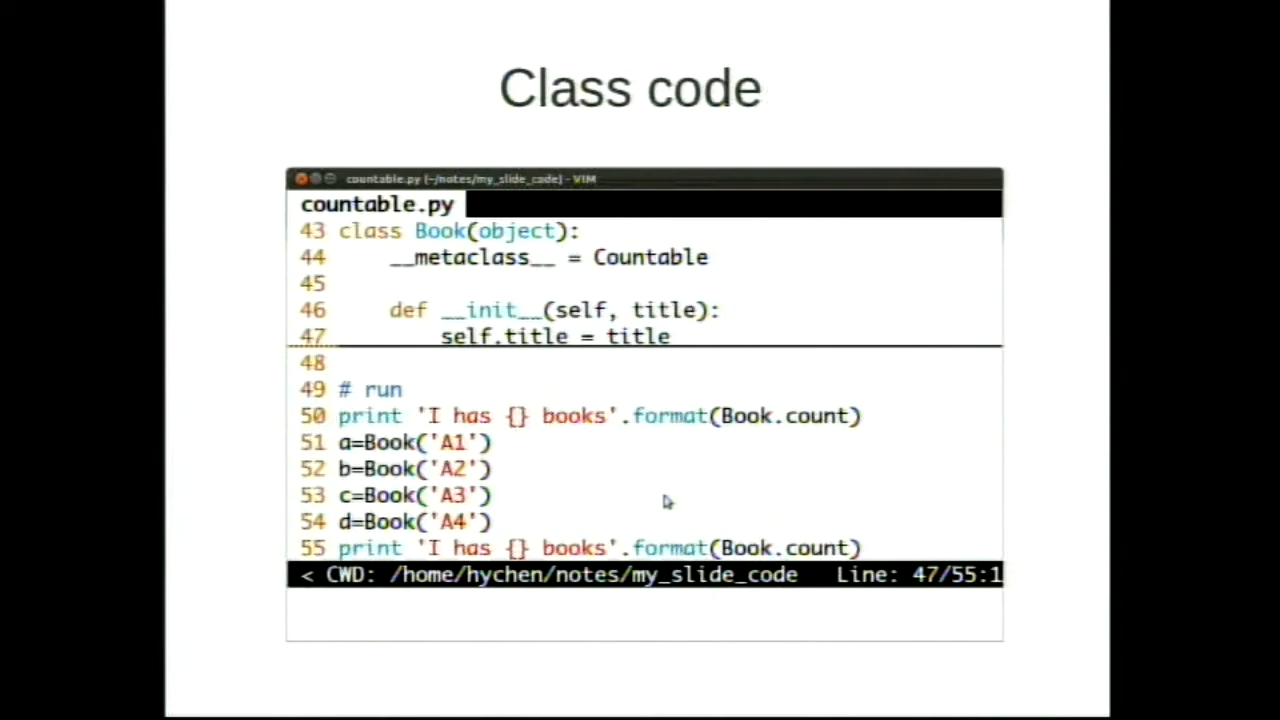 Class code
countable.py (~/notes/my_slide_code) - VIM
countable.py
43 class Book(object):
44     __metaclass__ = Countable
45
46     def __init__(self, title):
47         self.title = title
48
49 # run
50 print 'I has {} books'.format(Book.count)
51 a=Book('A1')
52 b=Book('A2')
53 c=Book('A3')
54 d=Book('A4')
55 print 'I has {} books'.format(Book.count)
< CWD: /home/hychen/notes/my_slide_code   Line: 47/55:1